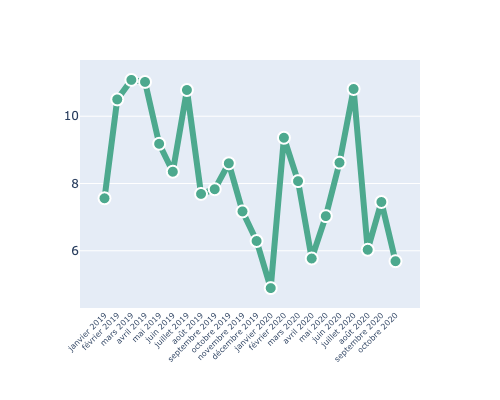 10
8
6
janvier 2019
février 2019
mars 2019
avril 2019
mai 2019
juin 2019
juillet 2019
août 2019
septembre 2019
octobre 2019
novembre 2019
décembre 2019
janvier 2020
février 2020
mars 2020
avril 2020
mai 2020
juin 2020
juillet 2020
août 2020
septembre 2020
octobre 2020